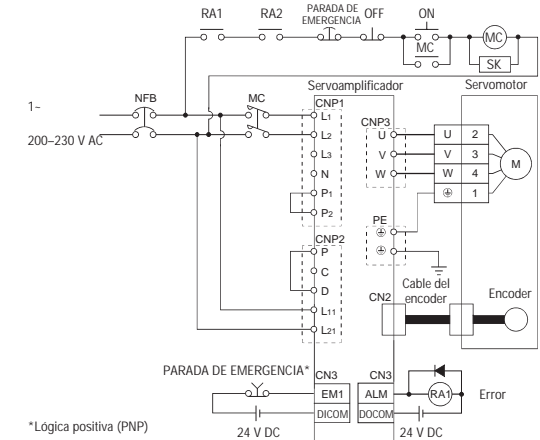 RA1
RA2
PARADA DE
EMERGENCIA
OFF
ON
MC
MC
SK
Servoamplificador
Servomotor
1~
NFB
MC
200–230 V AC
CNP1
L1
L2
L3
N
P1
P2
CNP2
P
C
D
L11
L21
CNP3
U
V
W
PE
U 2
V 3
W 4
1
M
Cable del
encoder
CN2
Encoder
PARADA DE EMERGENCIA*
CN3
EM1
DICOM
24 V DC
CN3
ALM
DOCOM
24 V DC
RA1
Error
*Lógica positiva (PNP)